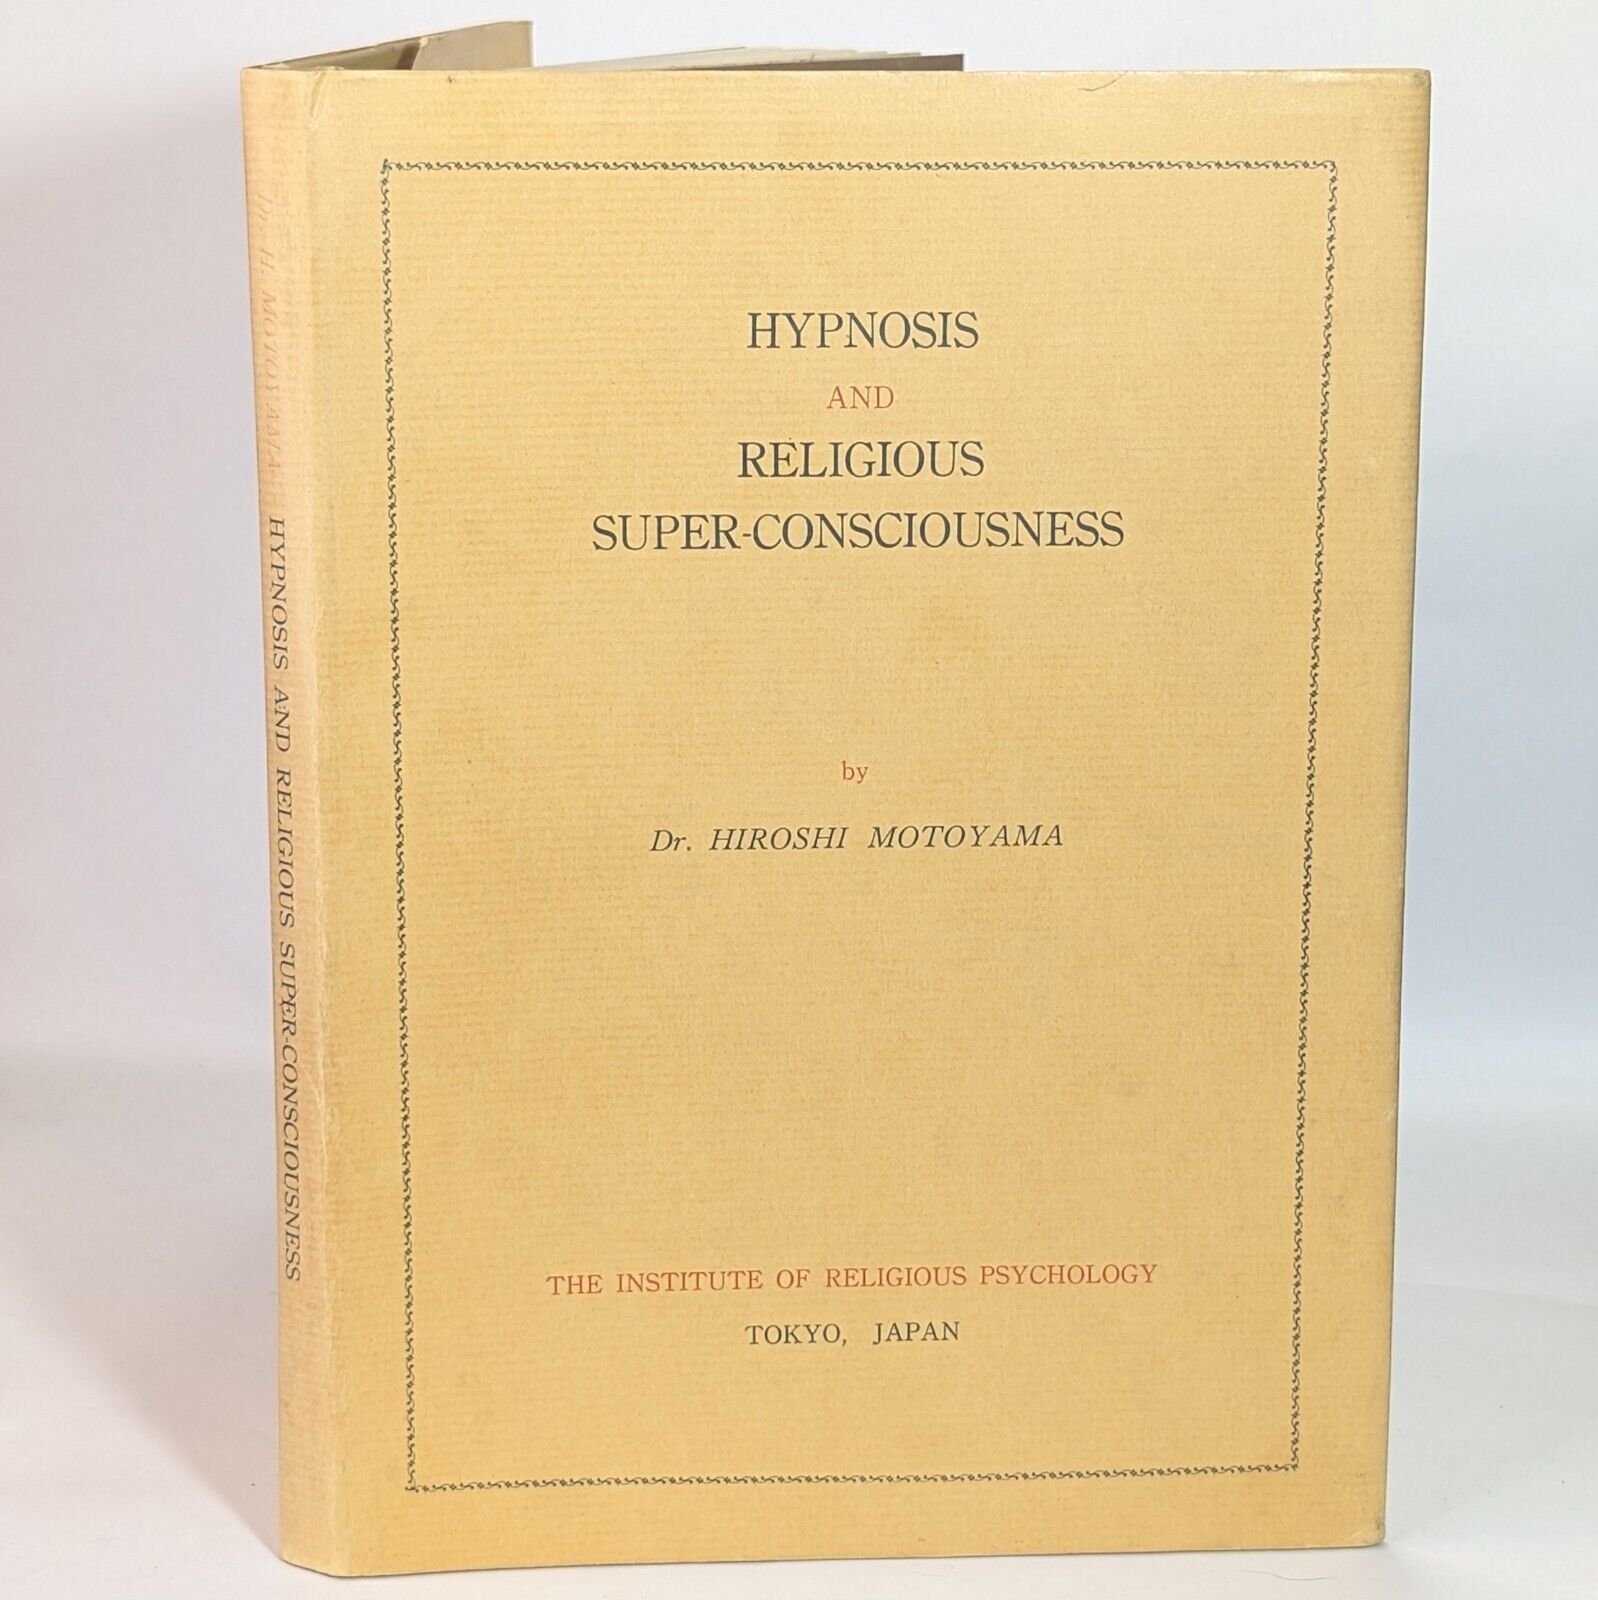 HYPNOSIS
AND
RELIGIOUS
SUPER-CONSCIOUSNESS
by
Dr. HIROSHI MOTOYAMA
THE INSTITUTE OF RELIGIOUS PSYCHOLOGY
TOKYO, JAPAN
Dr. H. MOTOYAMA: HYPNOSIS AND RELIGIOUS SUPER-CONSCIOUSNESS